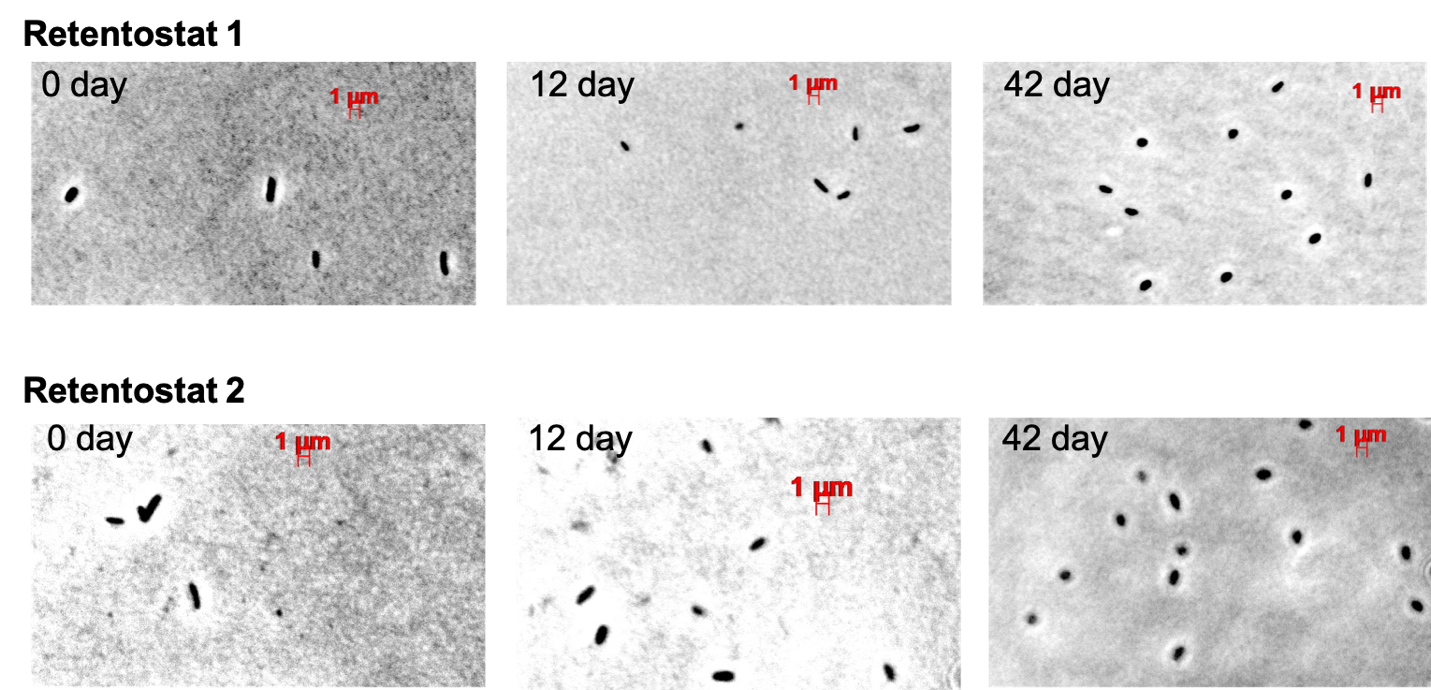 Retentostat 1
0 day
1 µm
12 day
1 µm
42 day
1 µm
Retentostat 2
0 day
1 µm
12 day
1 µm
42 day
1 µm